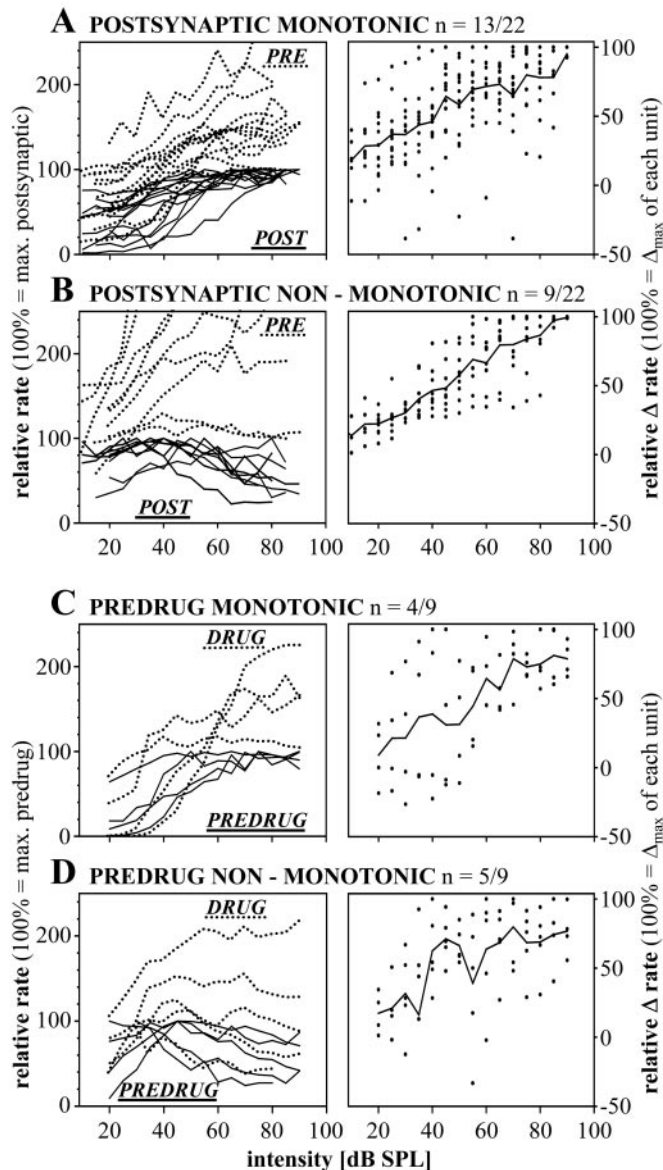 A POSTSYNAPTIC MONOTONIC n = 13/22
200
100
0
PRE
POST
100
50
0
-50
B POSTSYNAPTIC NON - MONOTONIC n = 9/22
200
100
0
PRE
POST
20 40 60 80 100
100
50
0
-50
20 40 60 80 100
relative rate (100% = max. postsynaptic)
relative Δ rate (100% = Δmax of each unit)
C PREDRUG MONOTONIC n = 4/9
200
100
0
DRUG
PREDRUG
100
50
0
-50
D PREDRUG NON - MONOTONIC n = 5/9
200
100
0
DRUG
PREDRUG
20 40 60 80 100
100
50
0
-50
20 40 60 80 100
relative rate (100% = max. predrug)
relative Δ rate (100% = Δmax of each unit)
intensity [dB SPL]